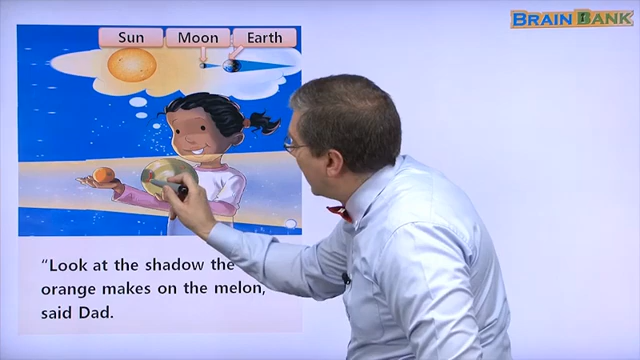 Sun Moon Earth
BRAIN BANK
"Look at the shadow the
orange makes on the melon,
said Dad.